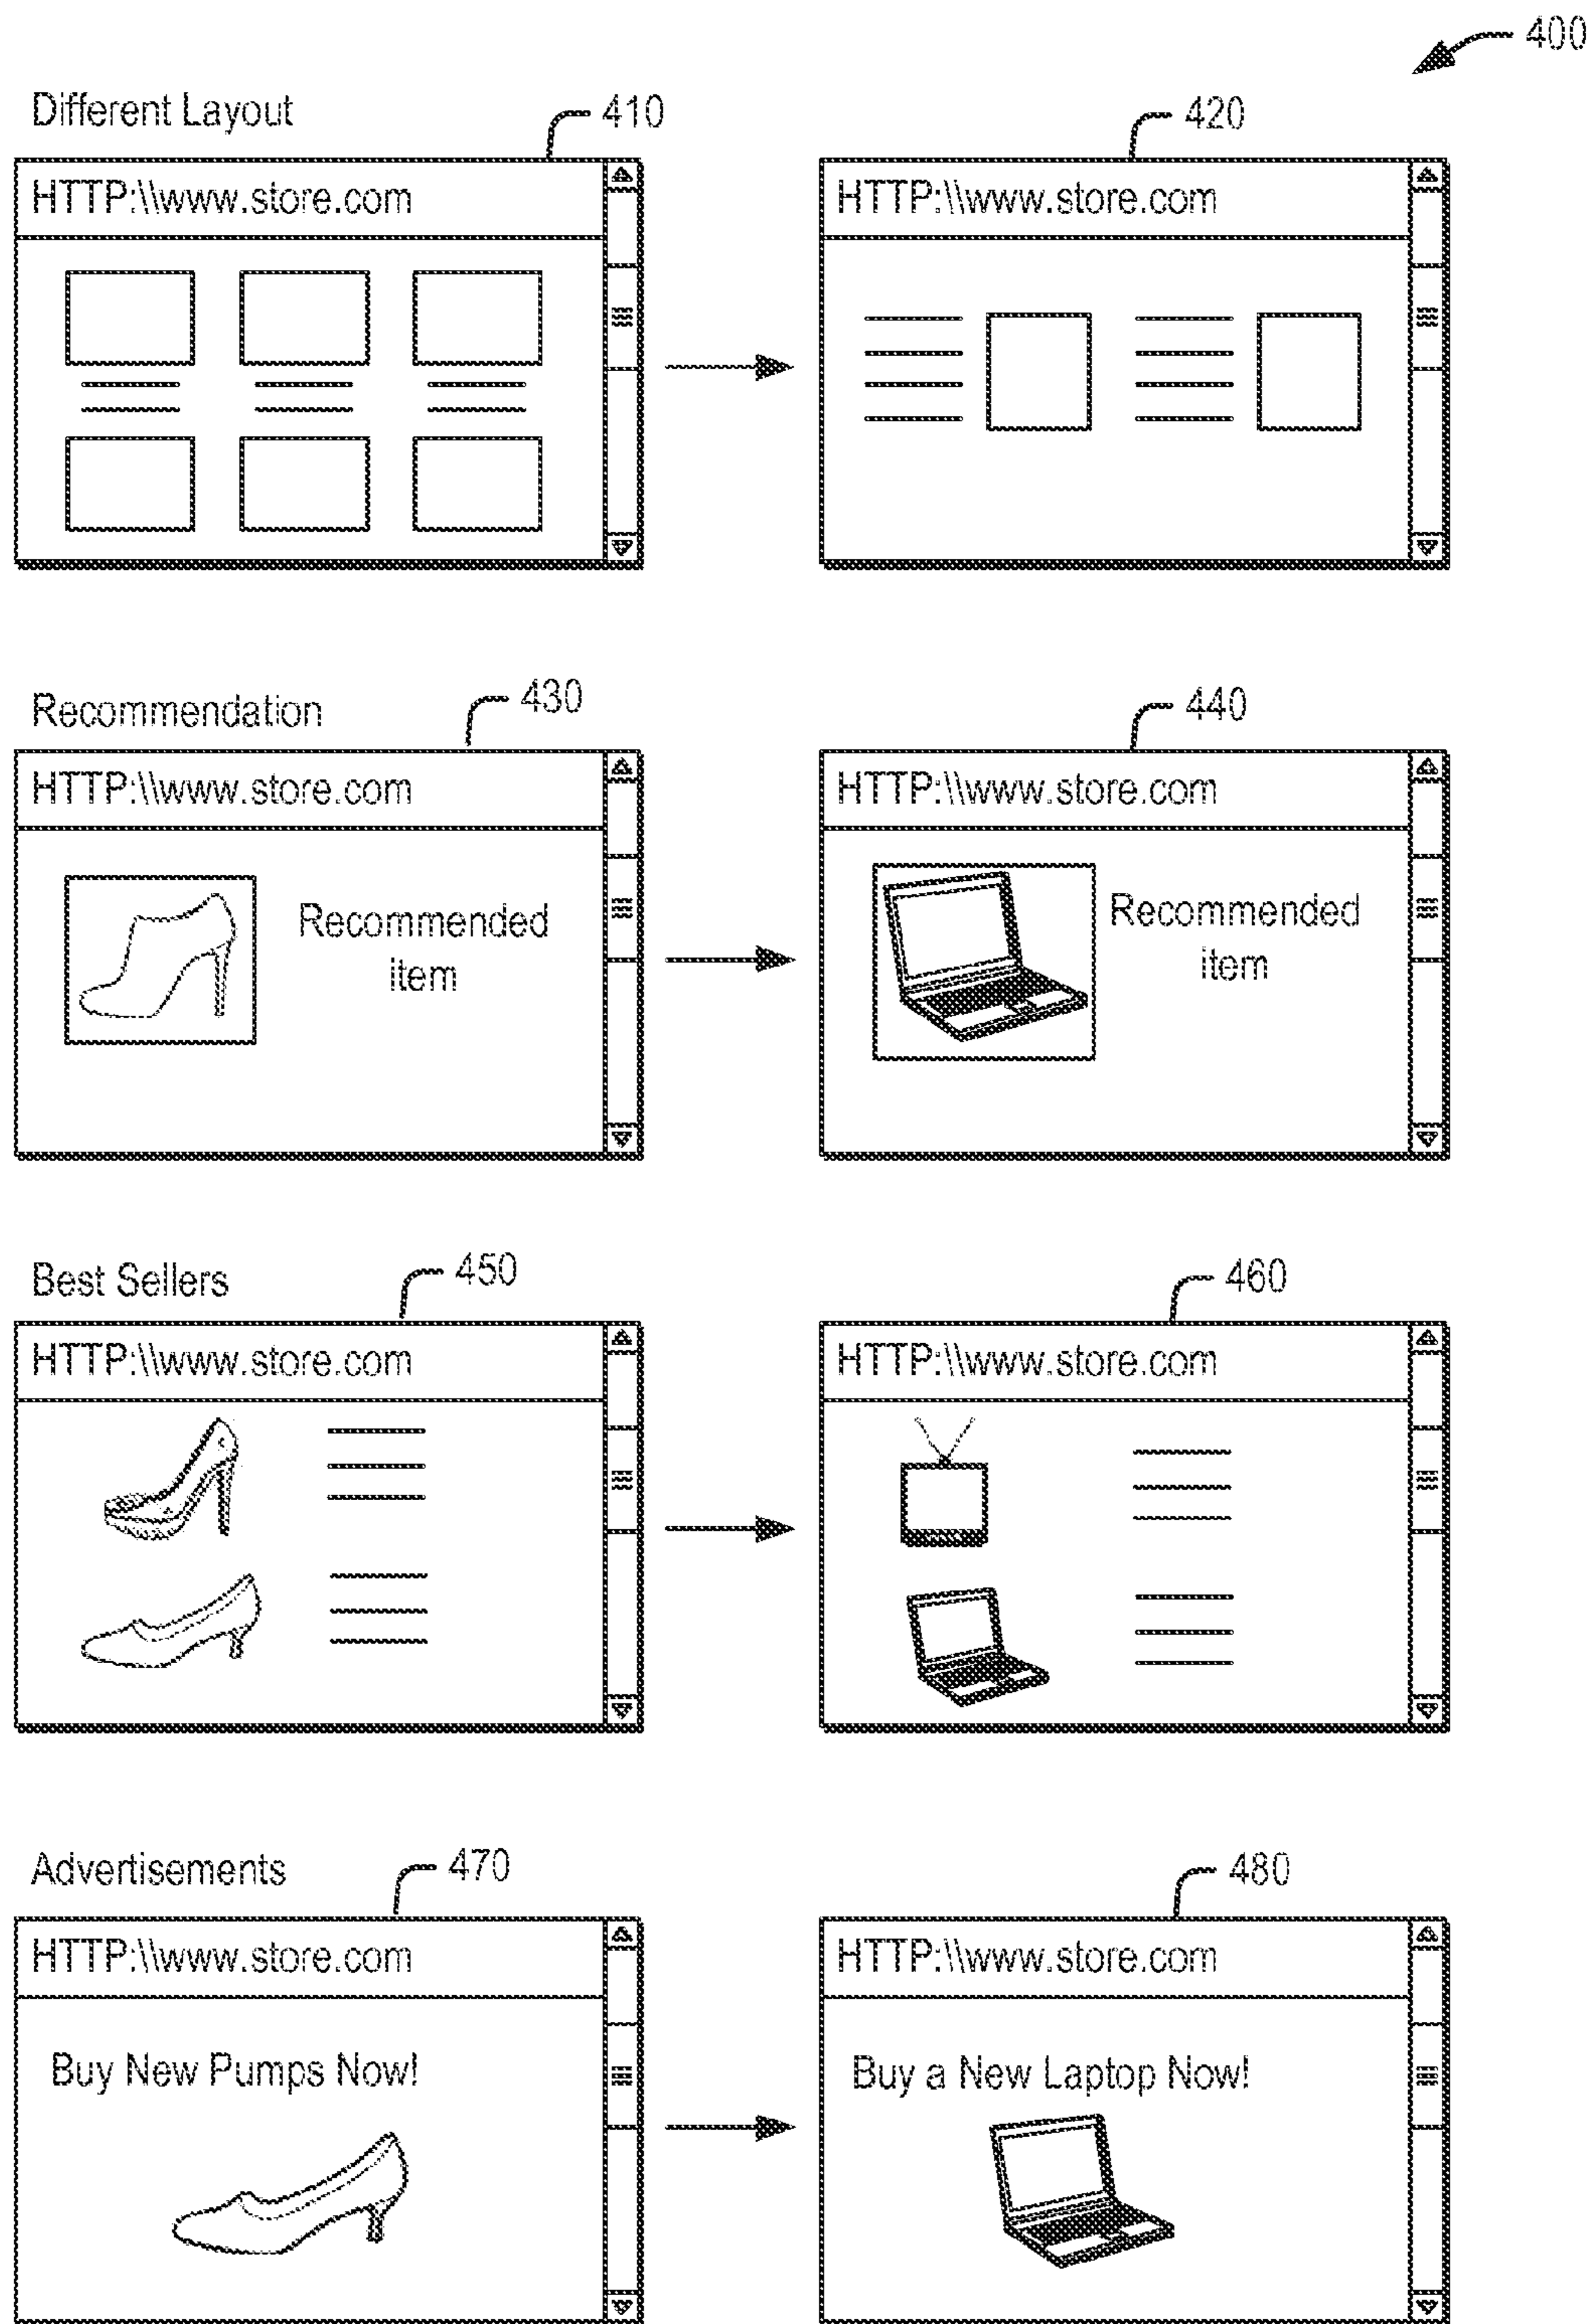 400
Different Layout
410
420
HTTP:\\www.store.com
HTTP:\\www.store.com
Recommendation
430
440
HTTP:\\www.store.com
HTTP:\\www.store.com
Recommended
item
Recommended
item
Best Sellers
450
460
HTTP:\\www.store.com
HTTP:\\www.store.com
Advertisements
470
480
HTTP:\\www.store.com
HTTP:\\www.store.com
Buy New Pumps Now!
Buy a New Laptop Now!